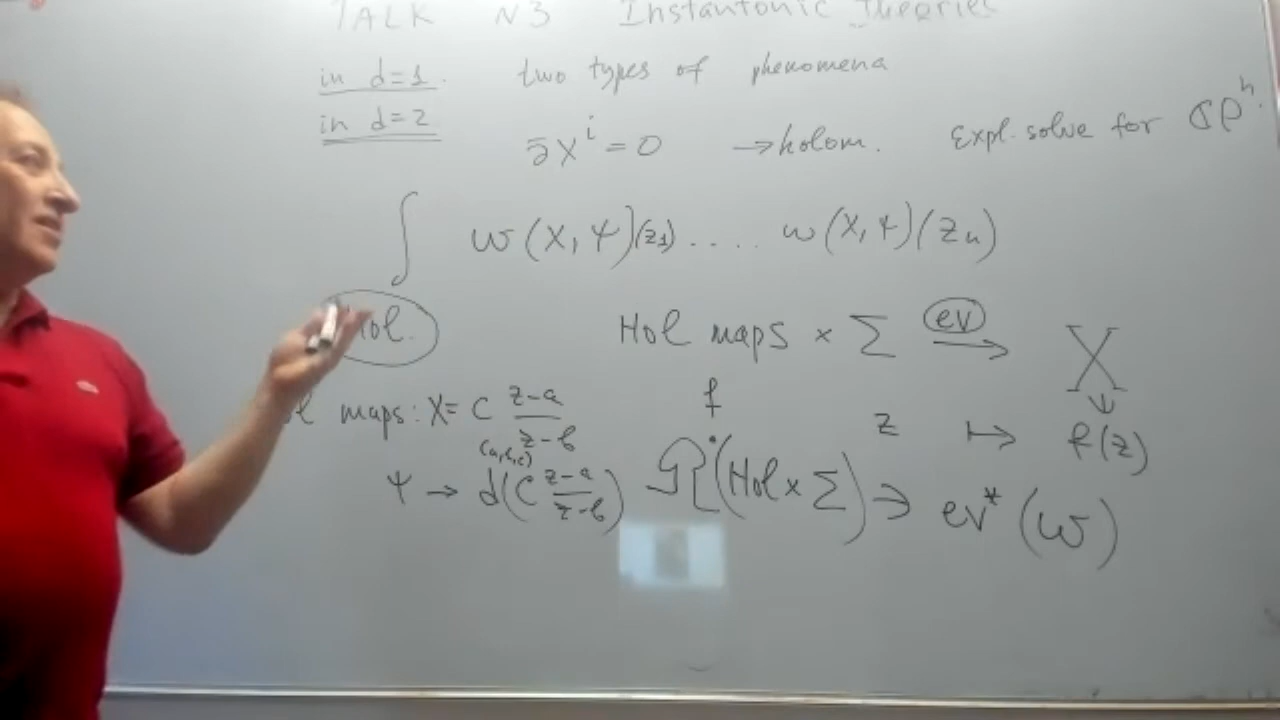 TALK N3 Instantonic Theories
in d=1. two types of phenomena
in d=2
∂̄X^i = 0 → holom. Expl. solve for ℂP^n.
∫ ω(X,Ψ)(z₁) .... ω(X,Ψ)(z_n)
Hol.
Hol maps × Σ →^{ev} X
maps: X = C (z-a)/(z-b)
f z ↦ f(z)
(a,b,c)
Ψ → d(C (z-a)/(z-b)) Ω^•(Hol × Σ) ∋ ev*(ω)